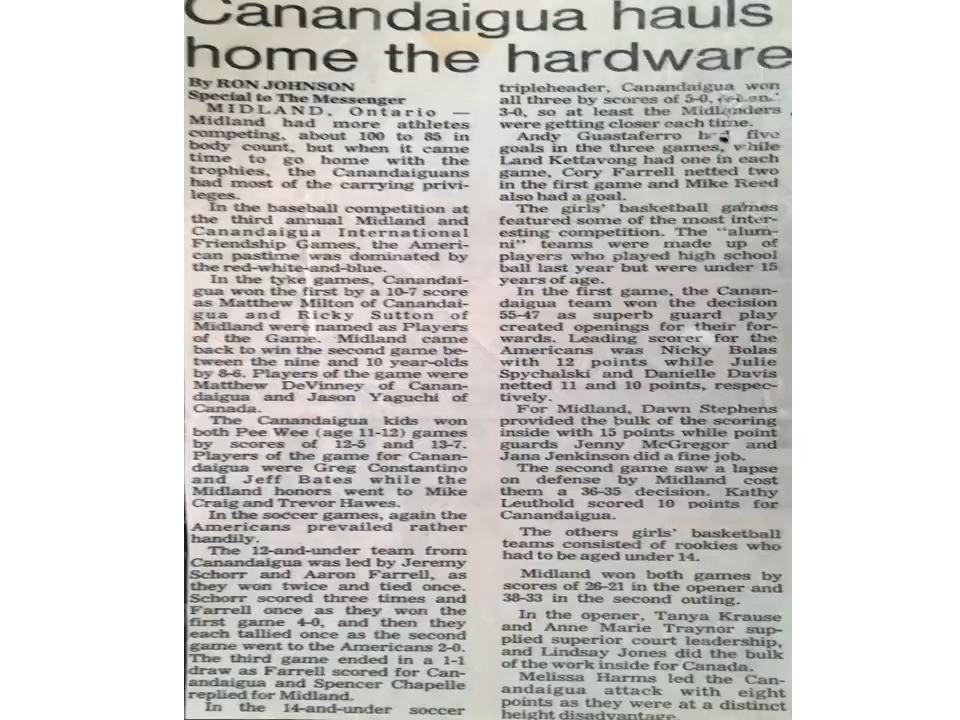 Canandaigua hauls
home the hardware
By RON JOHNSON
Special to The Messenger
MIDLAND, Ontario —
Midland had more athletes
competing, about 100 to 85 in
body count, but when it came
time to go home with the
trophies, the Canandaiguans
had most of the carrying privi-
leges.
In the baseball competition at
the third annual Midland and
Canandaigua International
Friendship Games, the Ameri-
can pastime was dominated by
the red-white-and-blue.
In the tyke games, Canandai-
gua won the first by a 10-7 score
as Matthew Milton of Canandai-
gua and Ricky Sutton of
Midland were named as Players
of the Game. Midland came
back to win the second game be-
tween the nine and 10 year-olds
by 8-6. Players of the game were
Matthew DeVinney of Canan-
daigua and Jason Yaguchi of
Canada.
The Canandaigua kids won
both Pee Wee (age 11-12) games
by scores of 12-5 and 13-7.
Players of the game for Canan-
daigua were Greg Constantino
and Jeff Bates while the
Midland honors went to Mike
Craig and Trevor Hawes.
In the soccer games, again the
Americans prevailed rather
handily.
The 12-and-under team from
Canandaigua was led by Jeremy
Schorr and Aaron Farrell, as
they won twice and tied once.
Schorr scored three times and
Farrell once as they won the
first game 4-0, and then they
each tallied once as the second
game went to the Americans 2-0.
The third game ended in a 1-1
draw as Farrell scored for Can-
andaigua and Spencer Chapelle
replied for Midland.
In the 14-and-under soccer
tripleheader, Canandaigua won
all three by scores of 5-0,
3-0, so at least the Midlanders
were getting closer each time.
Andy Guastaferro had five
goals in the three games, while
Land Kettavong had one in each
game, Cory Farrell netted two
in the first game and Mike Reed
also had a goal.
The girls' basketball games
featured some of the most inter-
esting competition. The "alum-
ni" teams were made up of
players who played high school
ball last year but were under 15
years of age.
In the first game, the Canan-
daigua team won the decision
55-47 as superb guard play
created openings for their for-
wards. Leading scorer for the
Americans was Nicky Bolas
with 12 points while Julie
Spychalski and Danielle Davis
netted 11 and 10 points, respec-
tively.
For Midland, Dawn Stephens
provided the bulk of the scoring
inside with 15 points while point
guards Jenny McGregor and
Jana Jenkinson did a fine job.
The second game saw a lapse
on defense by Midland cost
them a 36-35 decision. Kathy
Leuthold scored 10 points for
Canandaigua.
The others girls' basketball
teams consisted of rookies who
had to be aged under 14.
Midland won both games by
scores of 26-21 in the opener and
38-33 in the second outing.
In the opener, Tanya Krause
and Anne Marie Traynor sup-
plied superior court leadership,
and Lindsay Jones did the bulk
of the work inside for Canada.
Melissa Harms led the Can-
andaigua attack with eight
points as they were at a distinct
height disadvantage.